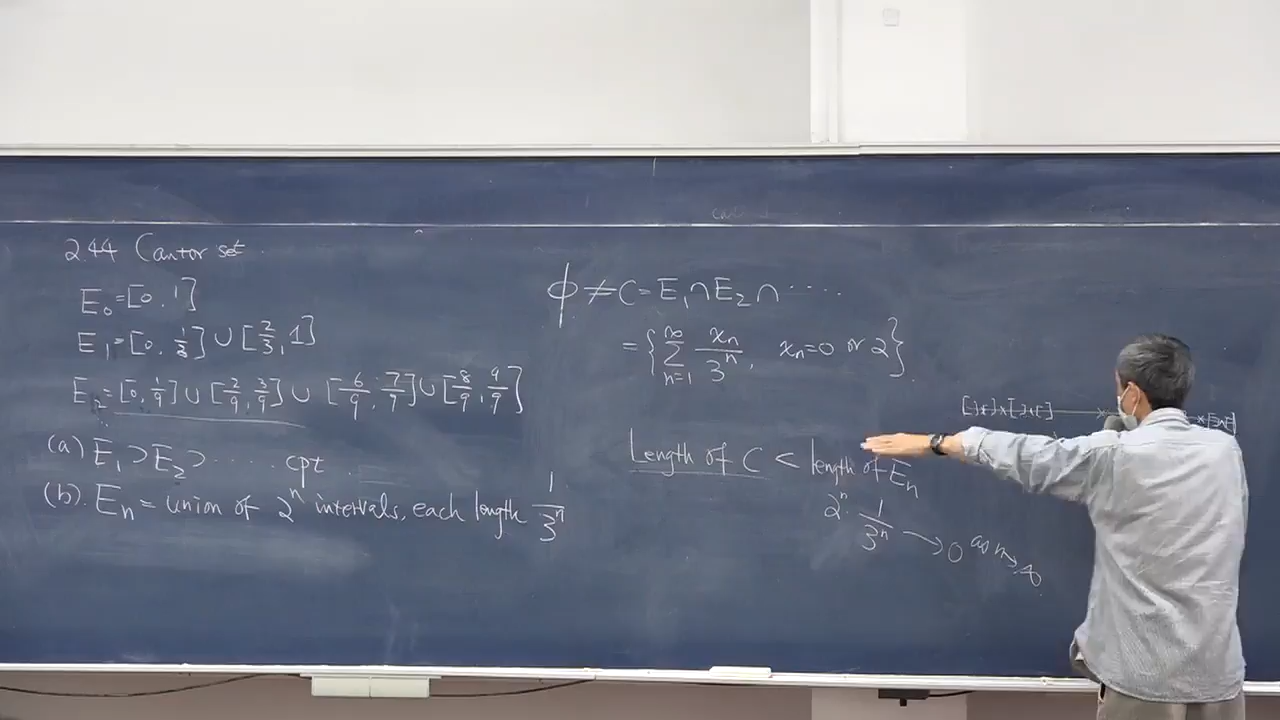 2.44 Cantor set
E₀=[0,1]
E₁=[0,1/3]∪[2/3,1]
E₂=[0,1/9]∪[2/9,3/9]∪[6/9,7/9]∪[8/9,9/9]
(a) E₁⊃E₂⊃····· cpt
(b). Eₙ = union of 2ⁿ intervals, each length 1/3ⁿ
ϕ≠C=E₁∩E₂∩·····
={∑_{n=1}^{∞} xₙ/3ⁿ, xₙ=0 or 2}
Length of C < length of Eₙ
2ⁿ·1/3ⁿ→0 as n→∞